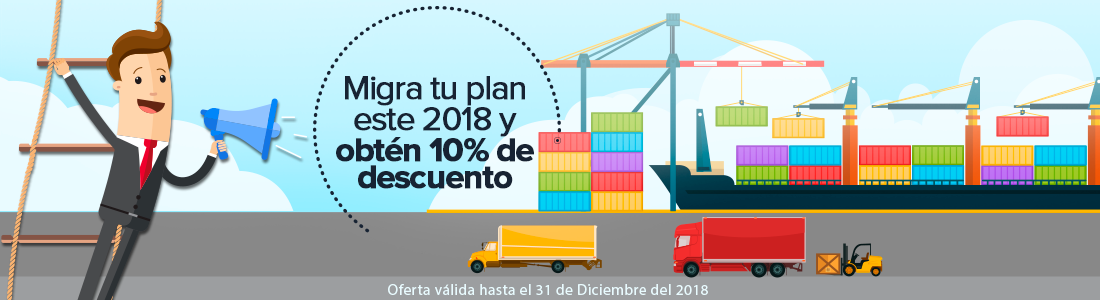 Migra tu plan
este 2018 y
obtén 10% de
descuento
Oferta válida hasta el 31 de Diciembre del 2018